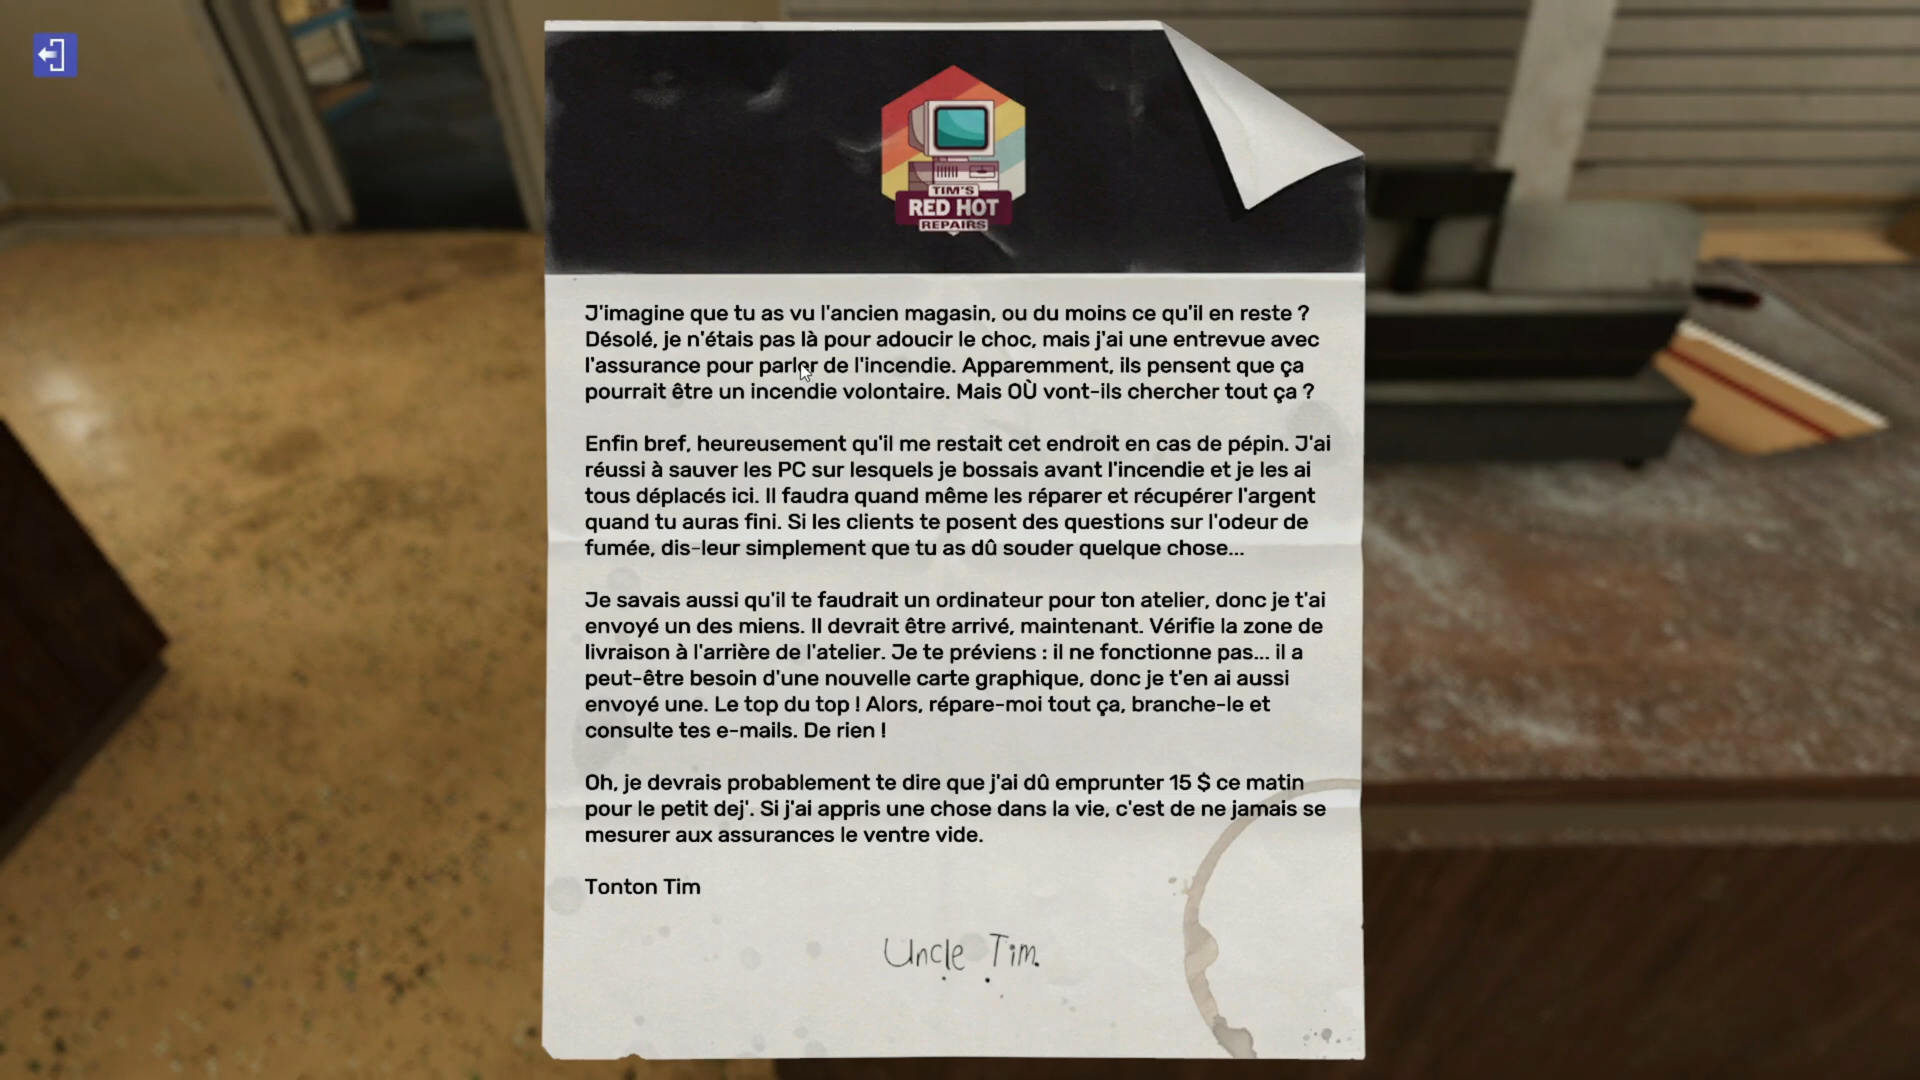 TIM'S
RED HOT
REPAIRS
J'imagine que tu as vu l'ancien magasin, ou du moins ce qu'il en reste ?
Désolé, je n'étais pas là pour adoucir le choc, mais j'ai une entrevue avec
l'assurance pour parler de l'incendie. Apparemment, ils pensent que ça
pourrait être un incendie volontaire. Mais OÙ vont-ils chercher tout ça ?
Enfin bref, heureusement qu'il me restait cet endroit en cas de pépin. J'ai
réussi à sauver les PC sur lesquels je bossais avant l'incendie et je les ai
tous déplacés ici. Il faudra quand même les réparer et récupérer l'argent
quand tu auras fini. Si les clients te posent des questions sur l'odeur de
fumée, dis-leur simplement que tu as dû souder quelque chose...
Je savais aussi qu'il te faudrait un ordinateur pour ton atelier, donc je t'ai
envoyé un des miens. Il devrait être arrivé, maintenant. Vérifie la zone de
livraison à l'arrière de l'atelier. Je te préviens : il ne fonctionne pas... il a
peut-être besoin d'une nouvelle carte graphique, donc je t'en ai aussi
envoyé une. Le top du top ! Alors, répare-moi tout ça, branche-le et
consulte tes e-mails. De rien !
Oh, je devrais probablement te dire que j'ai dû emprunter 15 $ ce matin
pour le petit dej'. Si j'ai appris une chose dans la vie, c'est de ne jamais se
mesurer aux assurances le ventre vide.
Tonton Tim
Uncle Tim